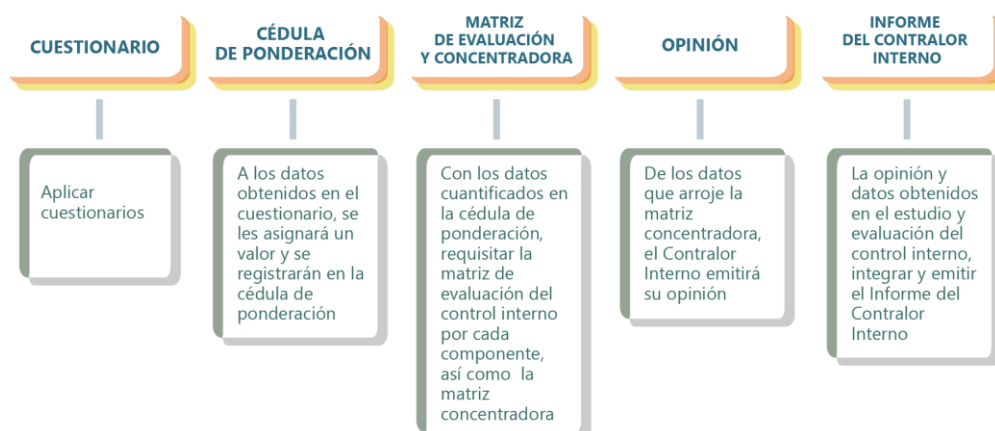 CUESTIONARIO
CÉDULA
DE PONDERACIÓN
MATRIZ
DE EVALUACIÓN
Y CONCENTRADORA
OPINIÓN
INFORME
DEL CONTRALOR
INTERNO
Aplicar
cuestionarios
A los datos
obtenidos en el
cuestionario, se
les asignará un
valor y se
registrarán en la
cédula de
ponderación
Con los datos
cuantificados en
la cédula de
ponderación,
requisitar la
matriz de
evaluación del
control interno
por cada
componente,
así como la
matriz
concentradora
De los datos
que arroje la
matriz
concentradora,
el Contralor
Interno emitirá
su opinión
La opinión y
datos obtenidos
en el estudio y
evaluación del
control interno,
integrar y emitir
el Informe del
Contralor
Interno